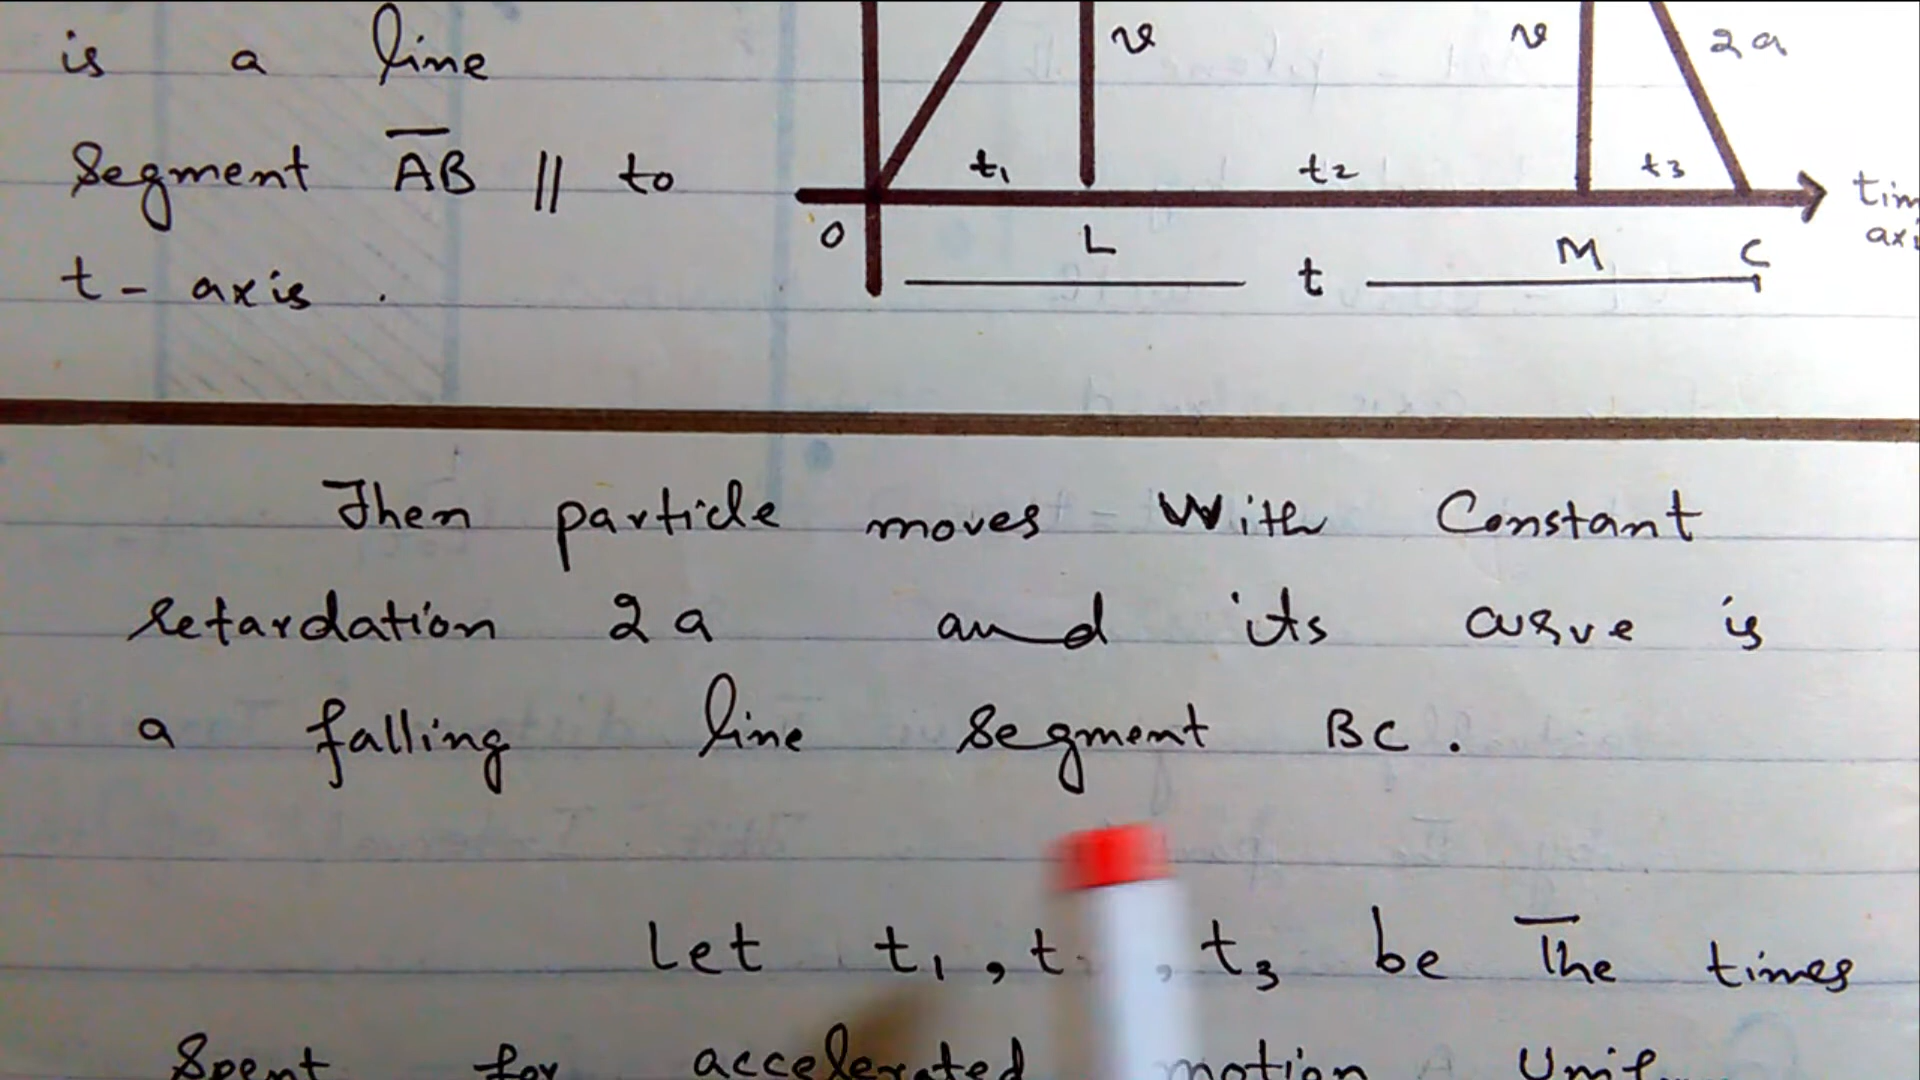 is a line
v v 2a
Segment AB || to
t1 t2 t3
time
axis
O L M C
t
t - axis .
Then particle moves with Constant
retardation 2a and its curve is
a falling line Segment BC .
Let t1 , t , t3 be The times
Spent for accelerated motion